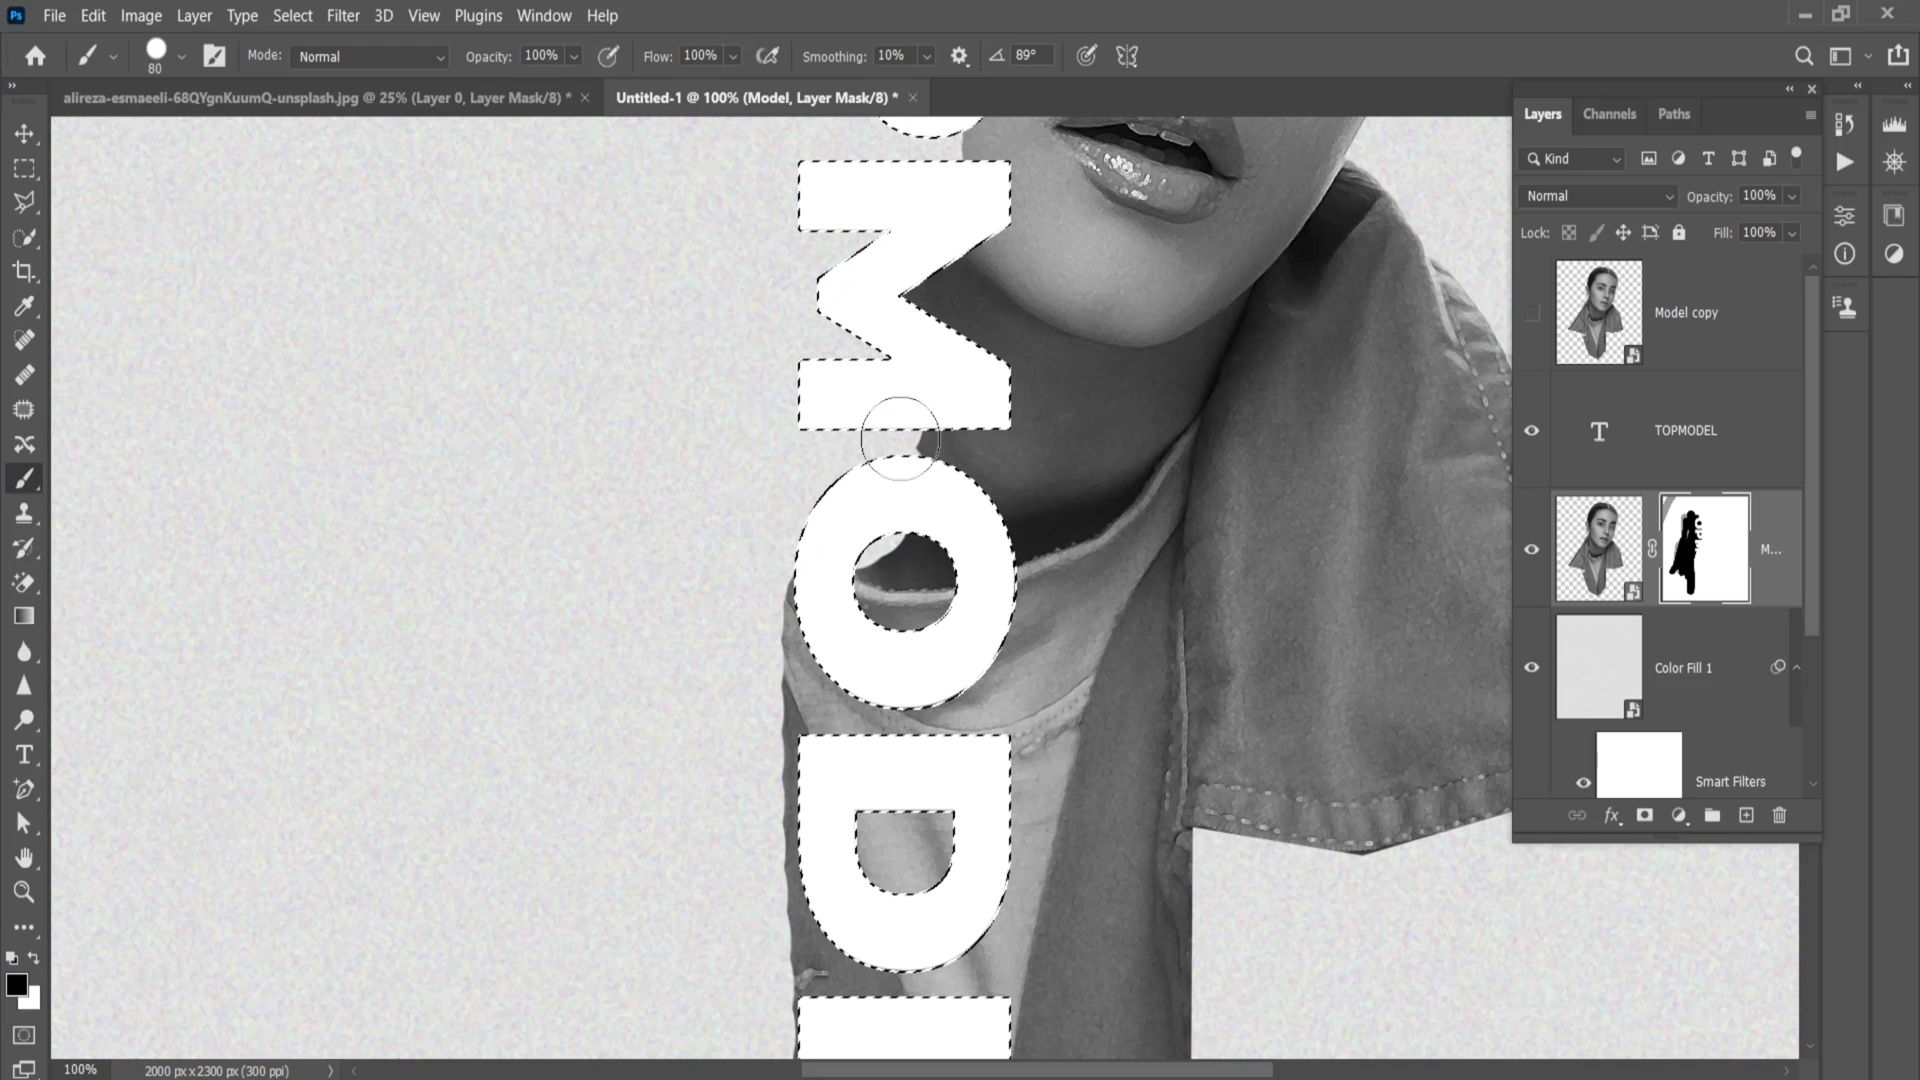 Ps File Edit Image Layer Type Select Filter 3D View Plugins Window Help
80 Mode: Normal Opacity: 100% Flow: 100% Smoothing: 10% 89°
alireza-esmaeeli-68QYgnKuumQ-unsplash.jpg @ 25% (Layer 0, Layer Mask/8) * × Untitled-1 @ 100% (Model, Layer Mask/8) * ×
Layers Channels Paths
Kind
Normal Opacity: 100%
Lock: Fill: 100%
Model copy
T TOPMODEL
M...
Color Fill 1
Smart Filters
fx
M
O
D
100% 2000 px x 2300 px (300 ppi)